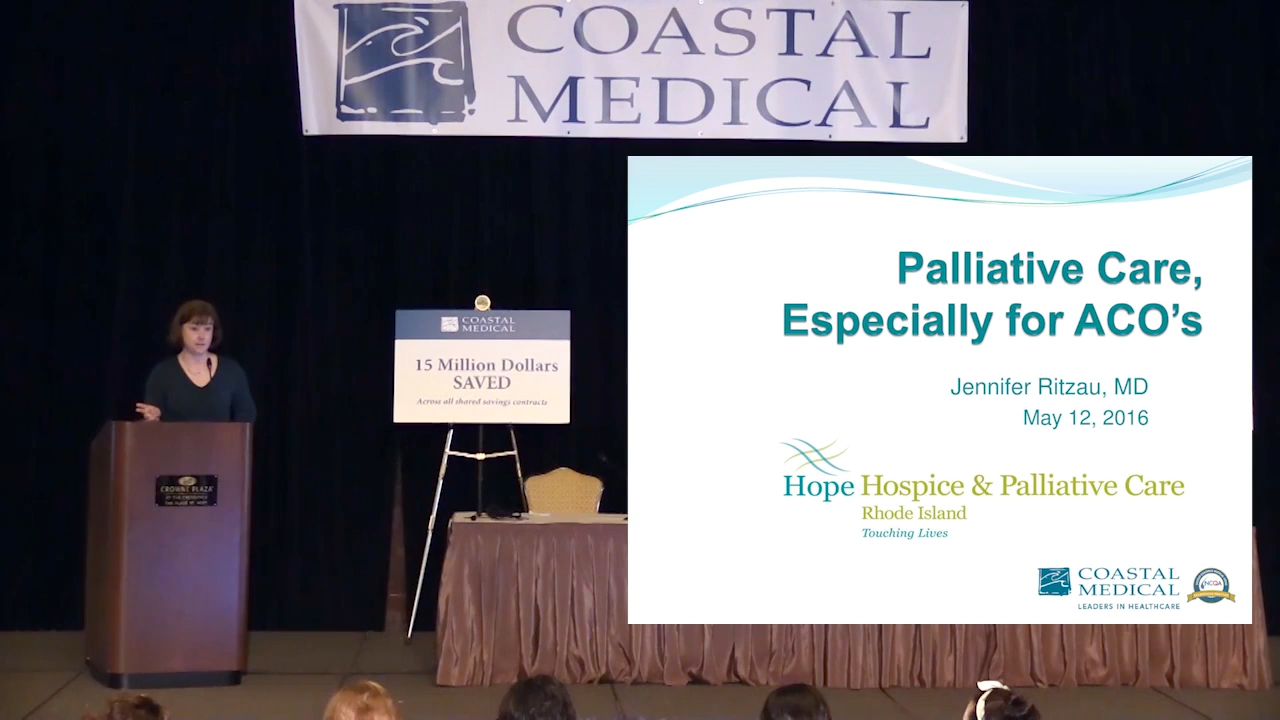 COASTAL
MEDICAL
COASTAL
MEDICAL
15 Million Dollars
SAVED
Across all shared savings contracts
CROWNE PLAZA
Palliative Care,
Especially for ACO's
Jennifer Ritzau, MD
May 12, 2016
Hope Hospice & Palliative Care
Rhode Island
Touching Lives
COASTAL
MEDICAL
LEADERS IN HEALTHCARE
NCQA